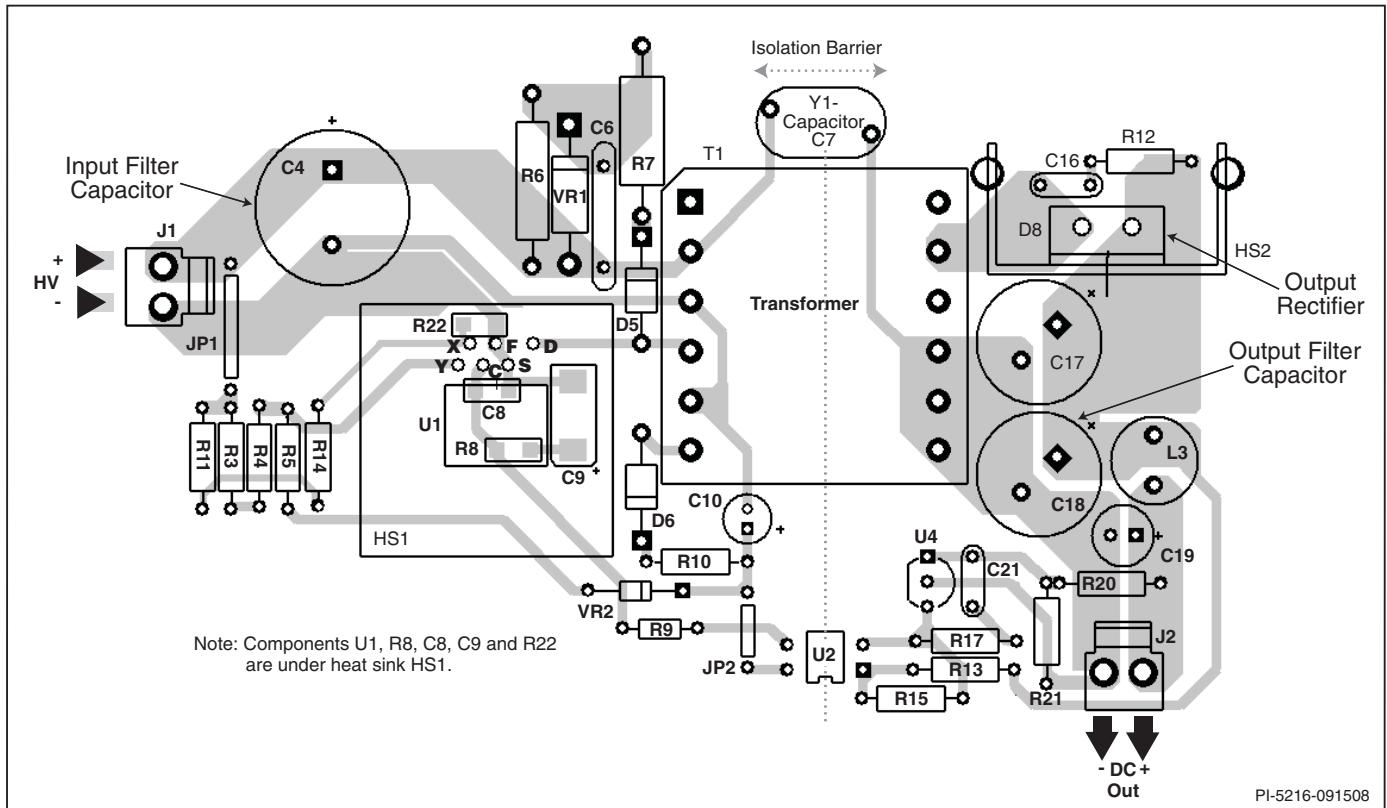 Isolation Barrier
Y1-
Capacitor
C7
+
C4
Input Filter
Capacitor
C6
R6
VR1
R7
T1
R12
C16
D8
HS2
Output
Rectifier
J1
+
HV
-
JP1
R22
X
F
D
Y
C
S
C8
U1
R8
C9
+
D5
Transformer
C17
Output Filter
Capacitor
R11
R3
R4
R5
R14
HS1
C18
L3
C10
+
D6
R10
U4
C21
C19
+
R20
VR2
R9
JP2
U2
R17
R13
R15
R21
J2
Note: Components U1, R8, C8, C9 and R22
are under heat sink HS1.
- DC +
Out
PI-5216-091508